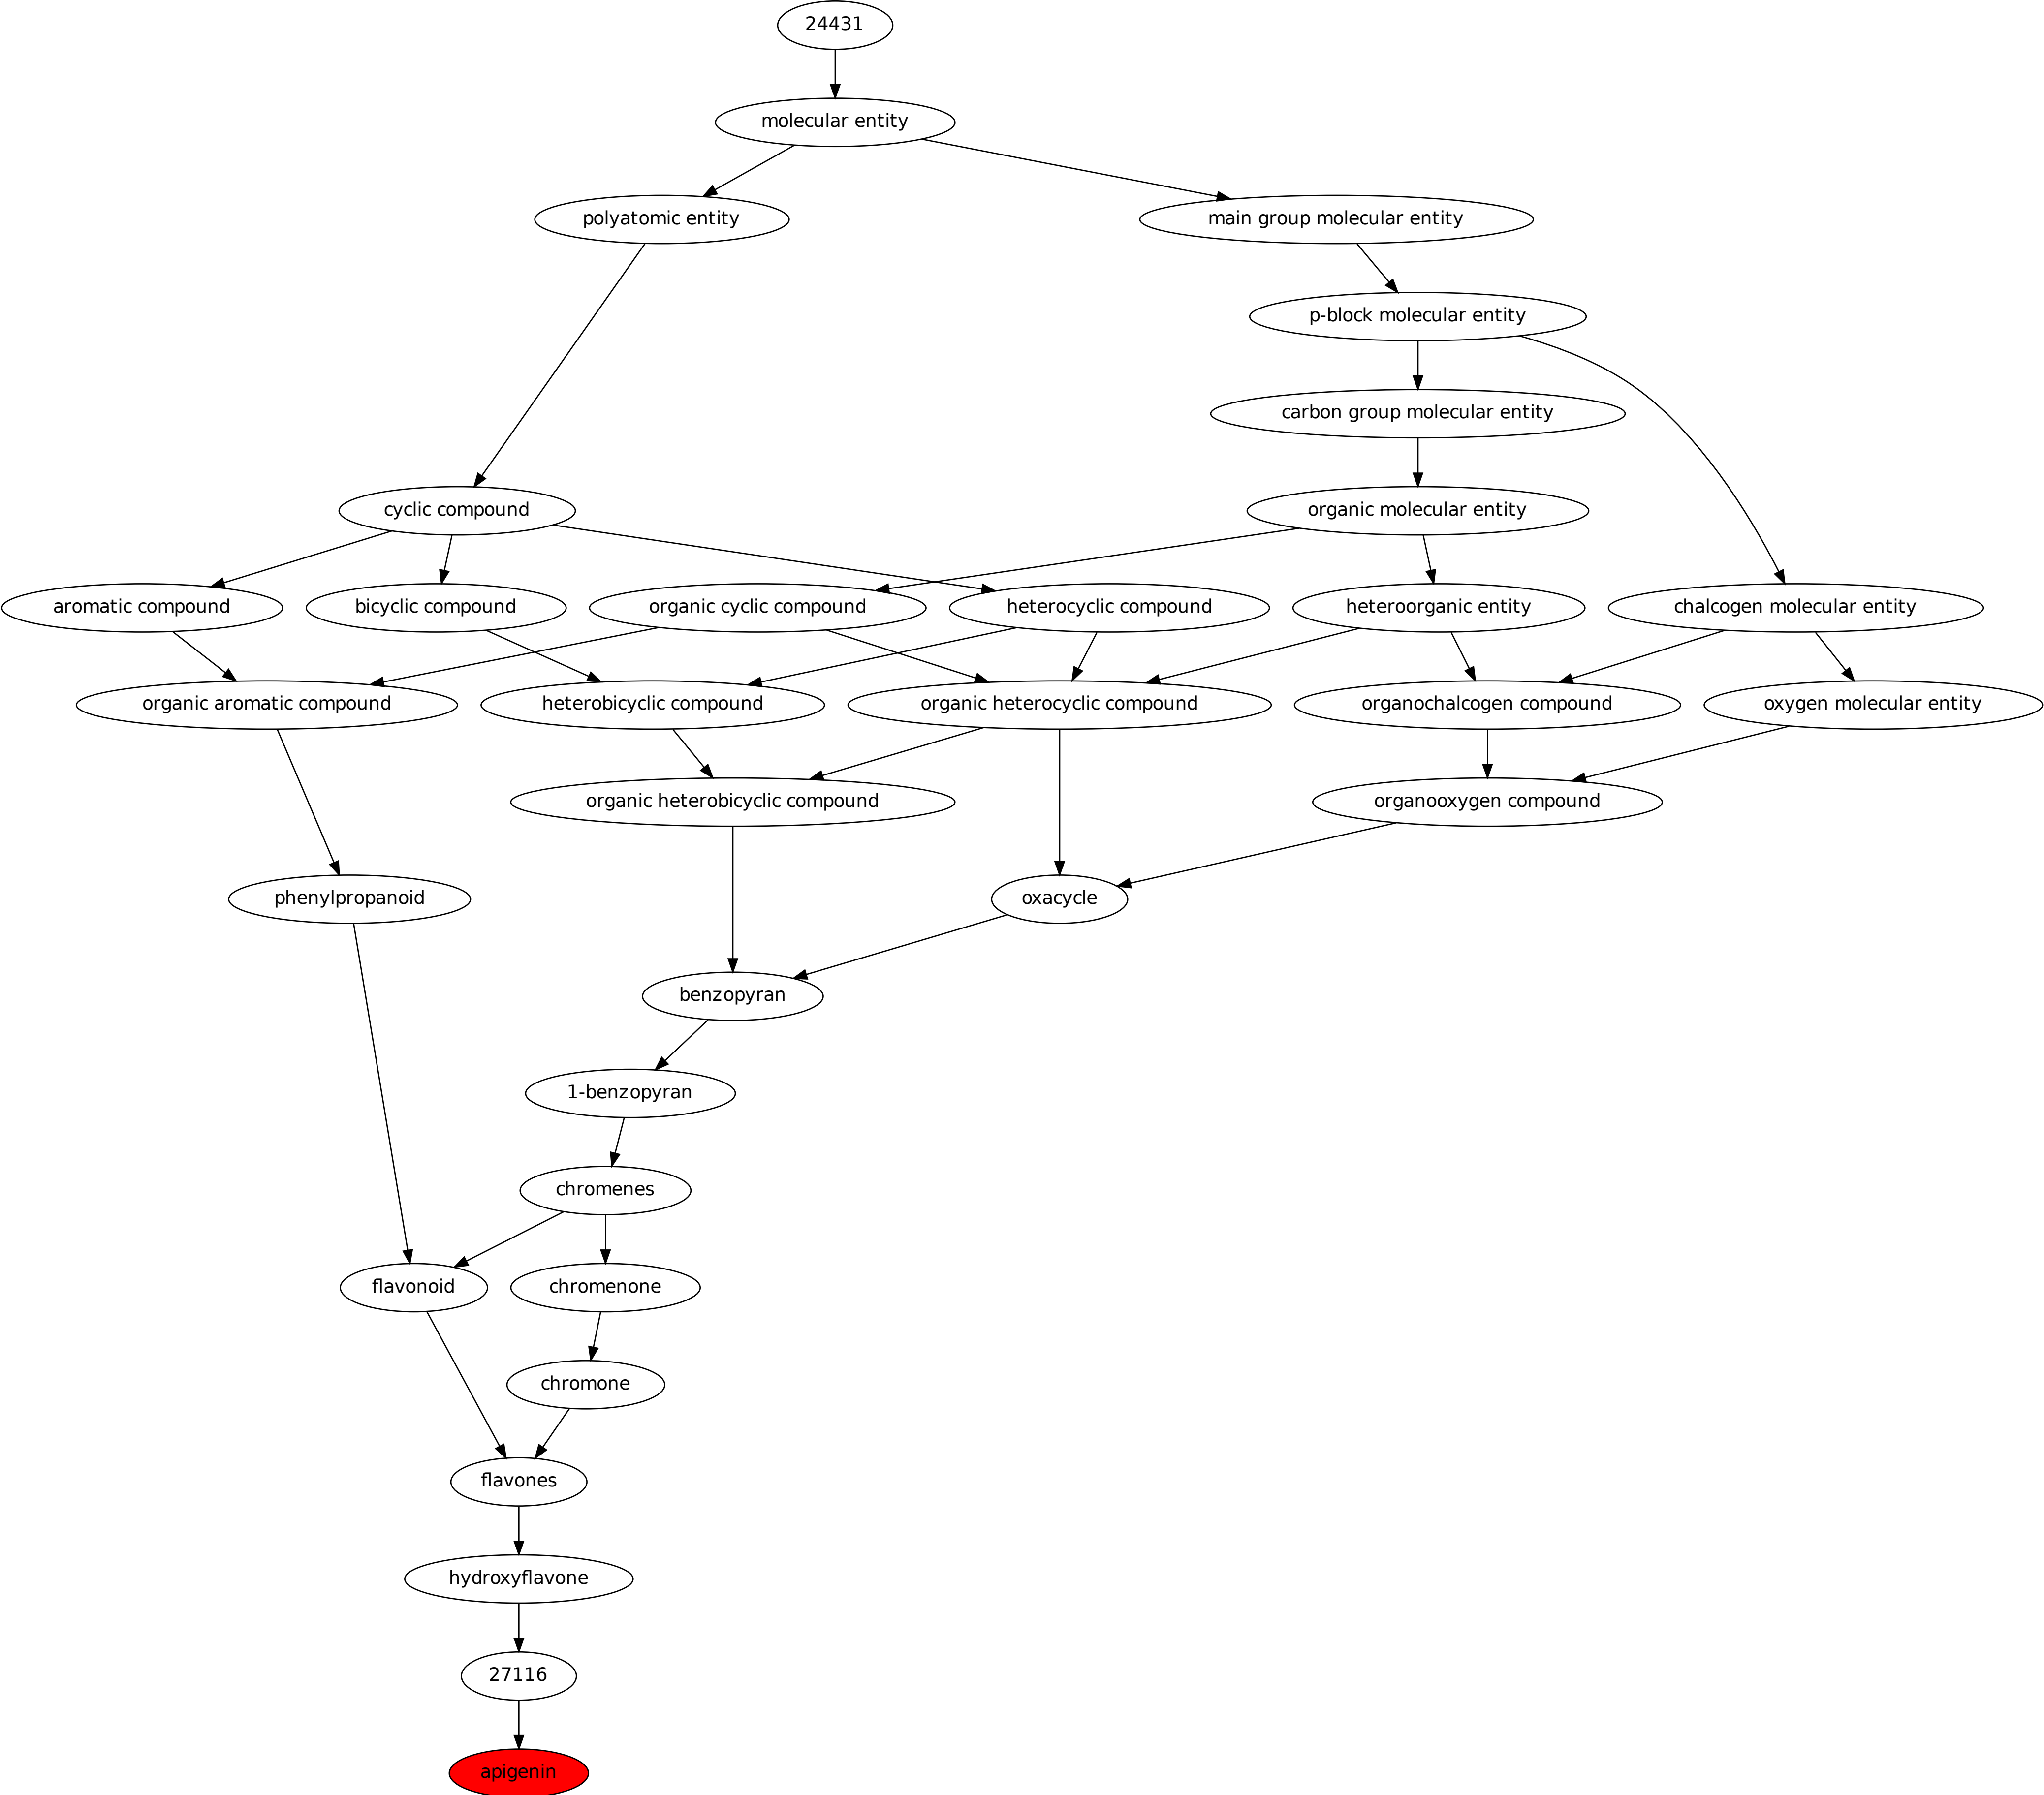 24431
molecular entity
polyatomic entity
main group molecular entity
p-block molecular entity
carbon group molecular entity
cyclic compound
organic molecular entity
aromatic compound
bicyclic compound
organic cyclic compound
heterocyclic compound
heteroorganic entity
chalcogen molecular entity
organic aromatic compound
heterobicyclic compound
organic heterocyclic compound
organochalcogen compound
oxygen molecular entity
organic heterobicyclic compound
organooxygen compound
phenylpropanoid
oxacycle
benzopyran
1-benzopyran
chromenes
flavonoid
chromenone
chromone
flavones
hydroxyflavone
27116
apigenin